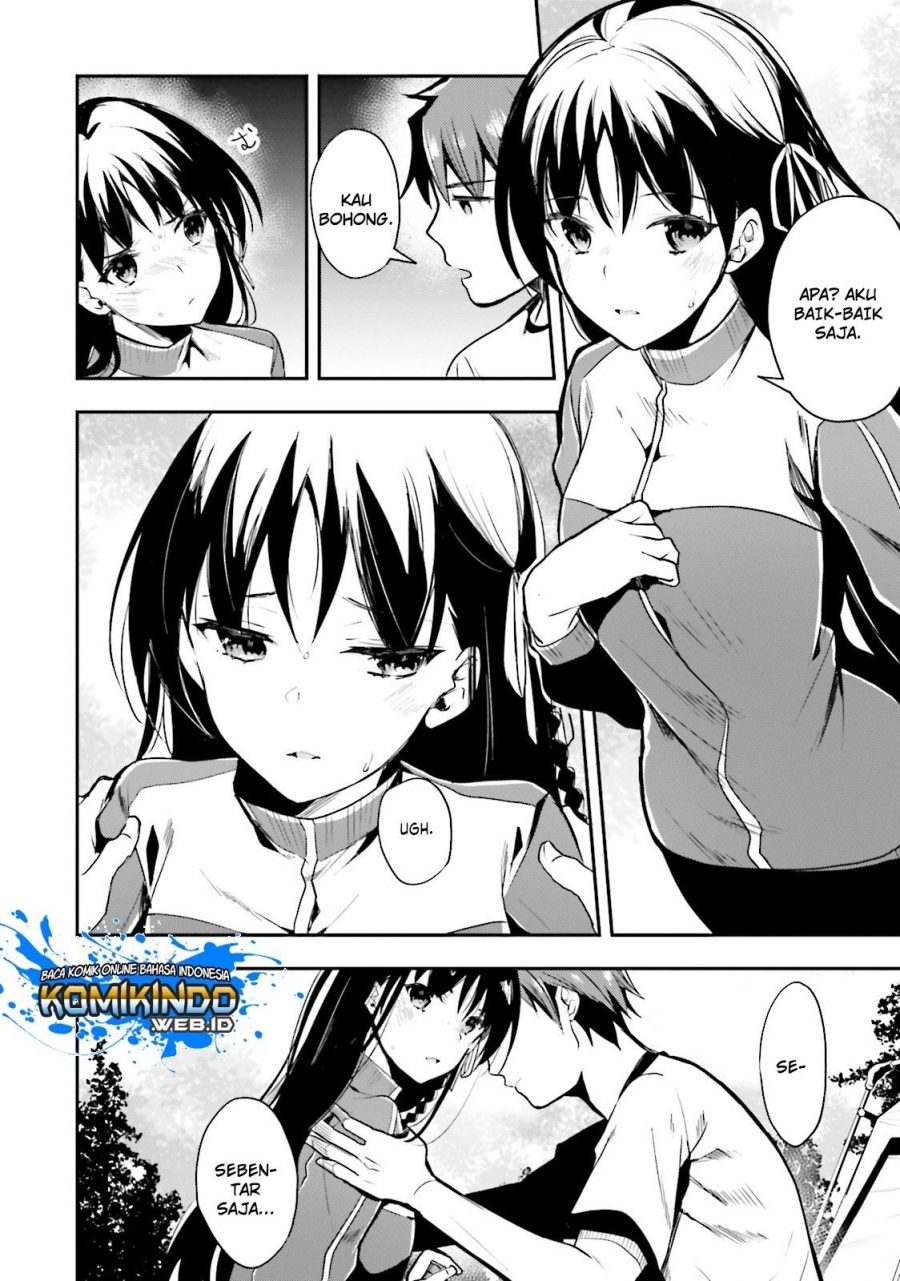 APA? AKU
BAIK-BAIK
SAJA.
KAU
BOHONG.
む
UGH.
SE-
SEBEN-
TAR
SAJA...
BACA KOMIK ONLINE BAHASA INDONESIA
KOMIKINDO
WEB.ID